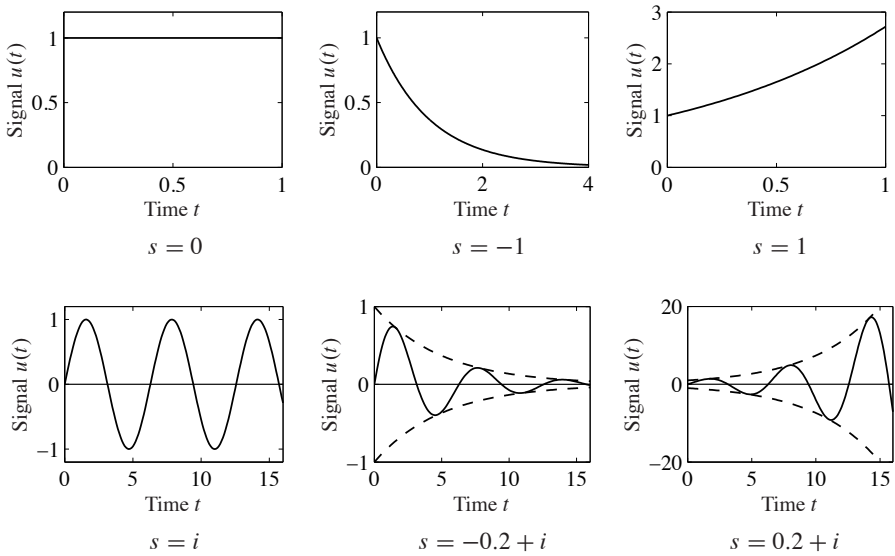 Signal u(t)
1
0.5
0
0
0.5
1
Time t
s = 0
Signal u(t)
1
0.5
0
0
2
4
Time t
s = −1
Signal u(t)
3
2
1
0
0
0.5
1
Time t
s = 1
Signal u(t)
1
0
−1
0
5
10
15
Time t
s = i
Signal u(t)
1
0
−1
0
5
10
15
Time t
s = −0.2 + i
Signal u(t)
20
0
−20
0
5
10
15
Time t
s = 0.2 + i